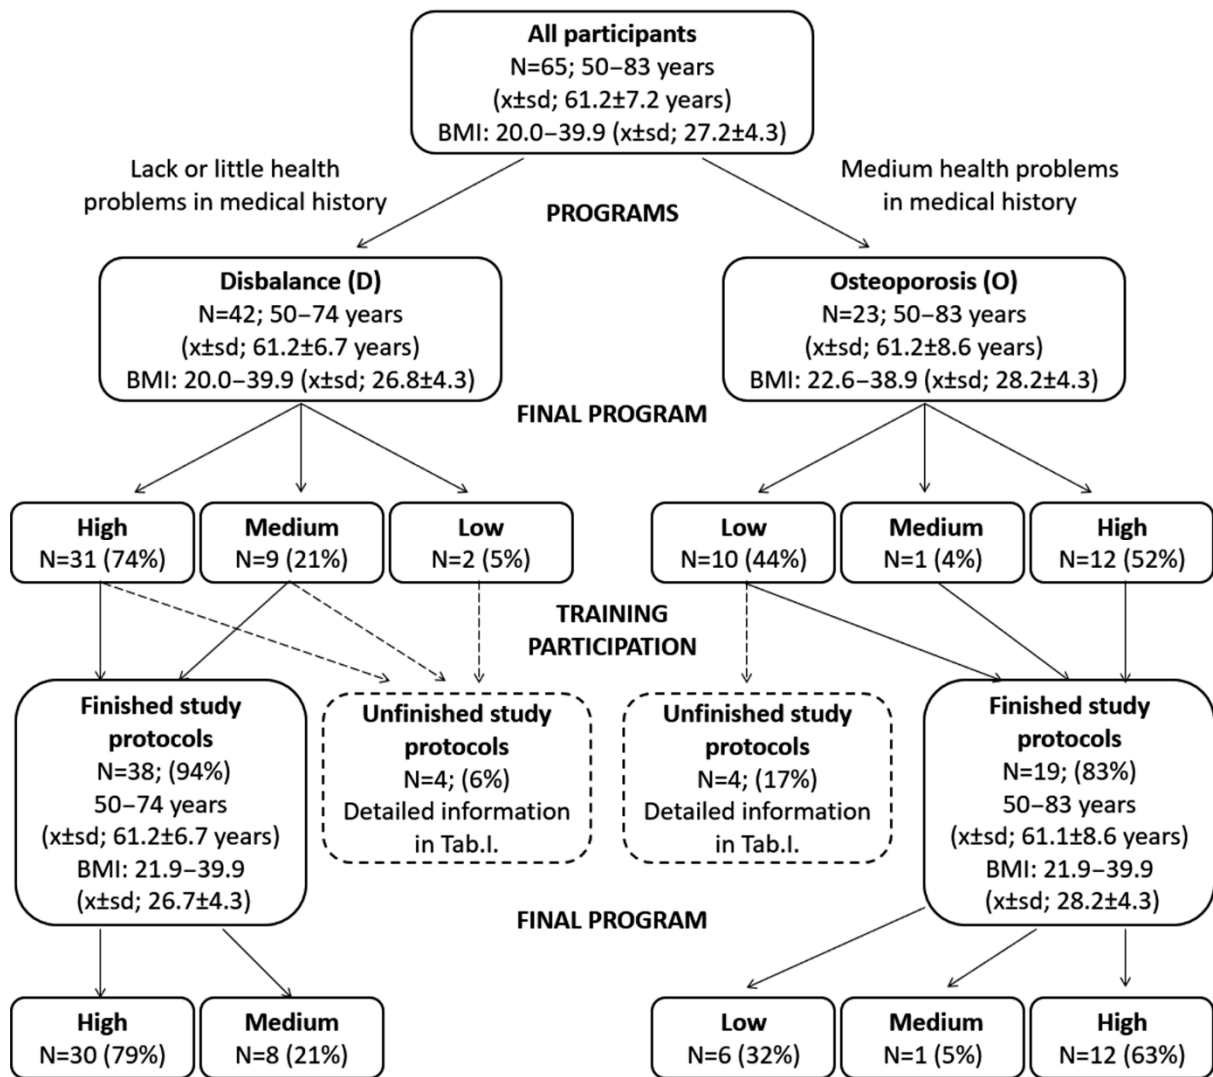 All participants
N=65; 50–83 years
(x±sd; 61.2±7.2 years)
BMI: 20.0–39.9 (x±sd; 27.2±4.3)
Lack or little health
problems in medical history
Medium health problems
in medical history
PROGRAMS
Disbalance (D)
N=42; 50–74 years
(x±sd; 61.2±6.7 years)
BMI: 20.0–39.9 (x±sd; 26.8±4.3)
Osteoporosis (O)
N=23; 50–83 years
(x±sd; 61.2±8.6 years)
BMI: 22.6–38.9 (x±sd; 28.2±4.3)
FINAL PROGRAM
High
N=31 (74%)
Medium
N=9 (21%)
Low
N=2 (5%)
Low
N=10 (44%)
Medium
N=1 (4%)
High
N=12 (52%)
TRAINING
PARTICIPATION
Finished study
protocols
N=38; (94%)
50–74 years
(x±sd; 61.2±6.7 years)
BMI: 21.9–39.9
(x±sd; 26.7±4.3)
Unfinished study
protocols
N=4; (6%)
Detailed information
in Tab.I.
Unfinished study
protocols
N=4; (17%)
Detailed information
in Tab.I.
Finished study
protocols
N=19; (83%)
50–83 years
(x±sd; 61.1±8.6 years)
BMI: 21.9–39.9
(x±sd; 28.2±4.3)
FINAL PROGRAM
High
N=30 (79%)
Medium
N=8 (21%)
Low
N=6 (32%)
Medium
N=1 (5%)
High
N=12 (63%)